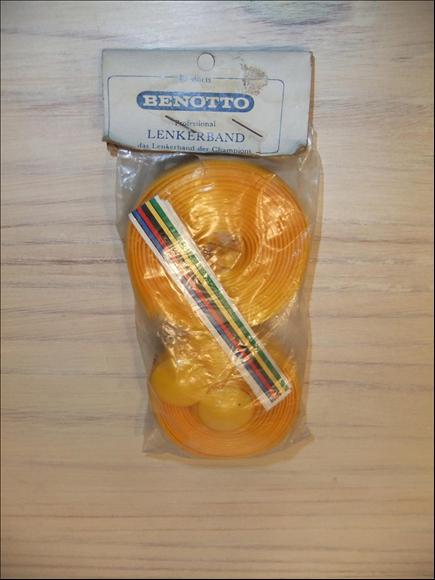 BENOTTO
Professional
LENKERBAND
das Lenkerband der Champions